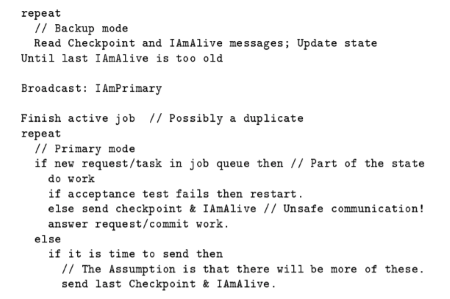 repeat
// Backup mode
Read Checkpoint and IAmAlive messages; Update state
Until last IAmAlive is too old
Broadcast: IAmPrimary
Finish active job // Possibly a duplicate
repeat
// Primary mode
if new request/task in job queue then // Part of the state
do work
if acceptance test fails then restart.
else send checkpoint & IAmAlive // Unsafe communication!
answer request/commit work.
else
if it is time to send then
// The Assumption is that there will be more of these.
send last Checkpoint & IAmAlive.